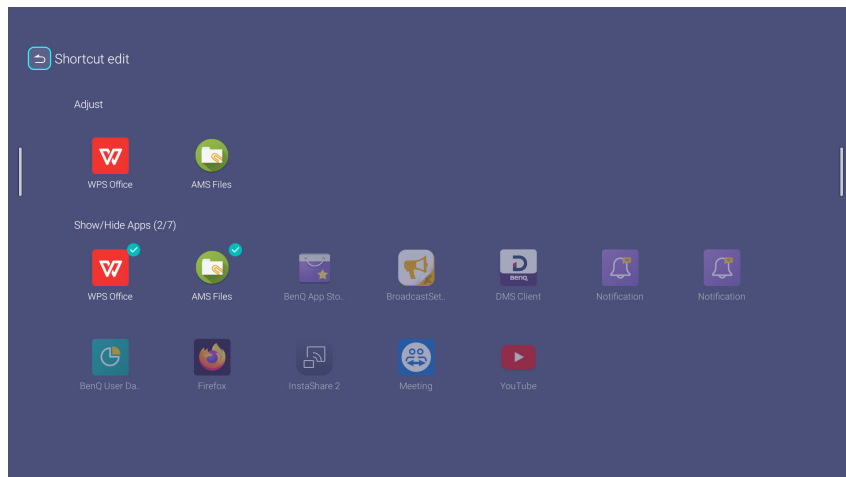 Shortcut edit
Adjust
WPS Office
AMS Files
Show/Hide Apps (2/7)
WPS Office
AMS Files
BenQ App Sto..
BroadcastSet..
D
BenQ
DMS Client
Notification
Notification
BenQ User Da..
Firefox
InstaShare 2
Meeting
YouTube